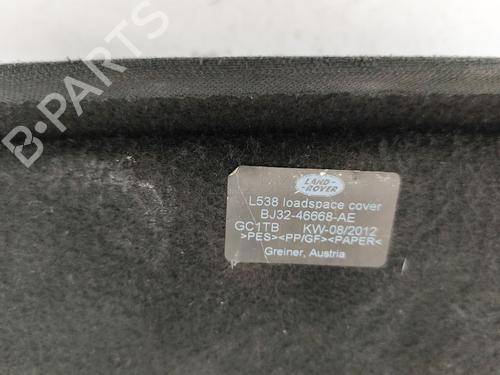 B-PARTS
LAND-
ROVER
L538 loadspace cover
BJ32-46668-AE
GC1TB KW-08/2012
>PES><PP/GF><PAPER<
Greiner, Austria
B-PARTS